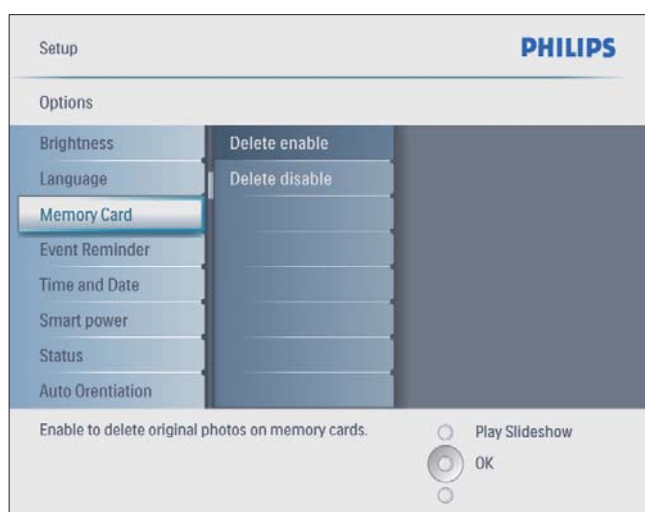 Setup
PHILIPS
Options
Brightness
Delete enable
Language
Delete disable
Memory Card
Event Reminder
Time and Date
Smart power
Status
Auto Orentiation
Enable to delete original photos on memory cards.
Play Slideshow
OK